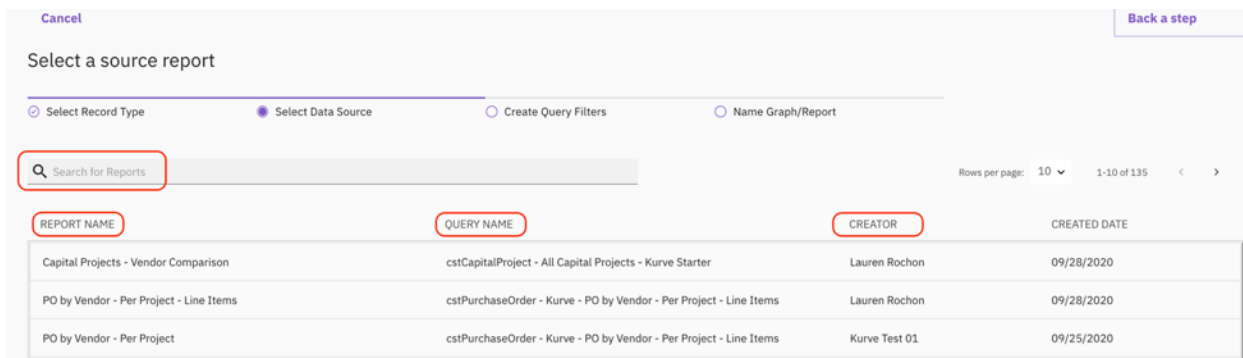 Cancel
Back a step
Select a source report
Select Record Type
Select Data Source
Create Query Filters
Name Graph/Report
Search for Reports
Rows per page: 10 1-10 of 135
REPORT NAME QUERY NAME CREATOR CREATED DATE
Capital Projects - Vendor Comparison cstCapitalProject - All Capital Projects - Kurve Starter Lauren Rochon 09/28/2020
PO by Vendor - Per Project - Line Items cstPurchaseOrder - Kurve - PO by Vendor - Per Project - Line Items Lauren Rochon 09/28/2020
PO by Vendor - Per Project cstPurchaseOrder - Kurve - PO by Vendor - Per Project - Line Items Kurve Test 01 09/25/2020